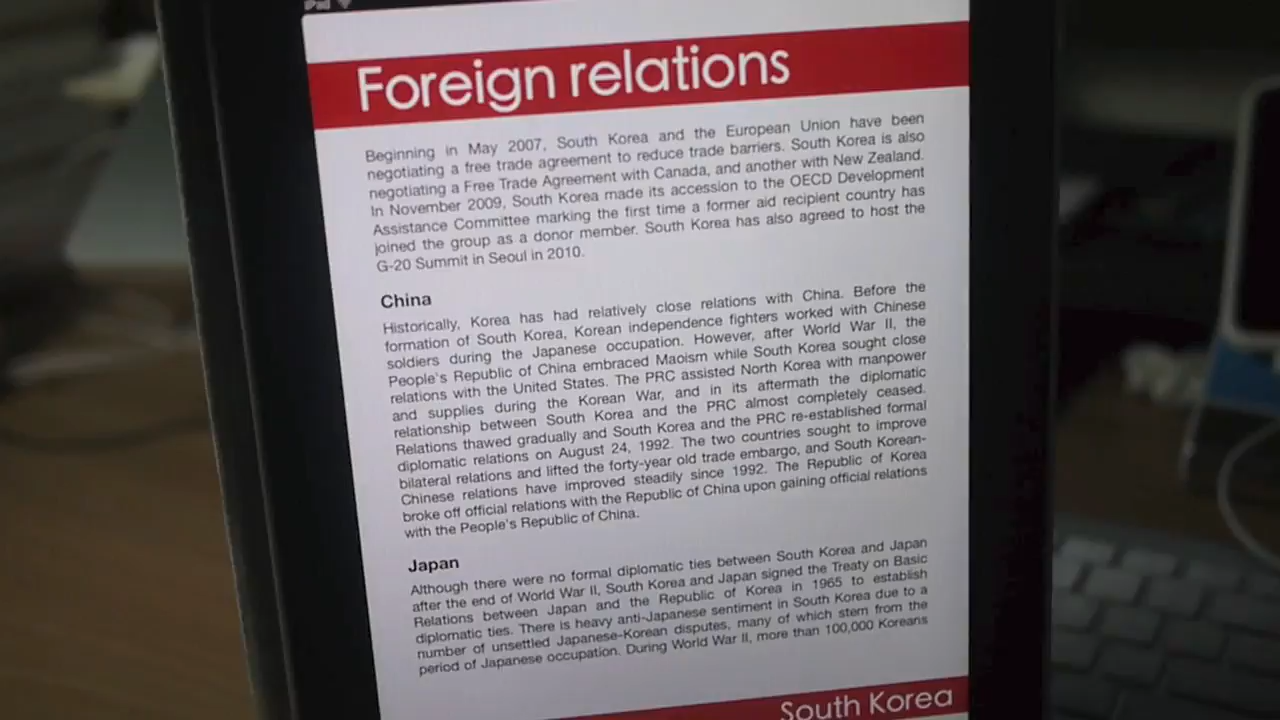 iPad
Foreign relations
Beginning in May 2007, South Korea and the European Union have been
negotiating a free trade agreement to reduce trade barriers. South Korea is also
negotiating a Free Trade Agreement with Canada, and another with New Zealand.
In November 2009, South Korea made its accession to the OECD Development
Assistance Committee marking the first time a former aid recipient country has
joined the group as a donor member. South Korea has also agreed to host the
G-20 Summit in Seoul in 2010.
China
Historically, Korea has had relatively close relations with China. Before the
formation of South Korea, Korean independence fighters worked with Chinese
soldiers during the Japanese occupation. However, after World War II, the
People's Republic of China embraced Maoism while South Korea sought close
relations with the United States. The PRC assisted North Korea with manpower
and supplies during the Korean War, and in its aftermath the diplomatic
relationship between South Korea and the PRC almost completely ceased.
Relations thawed gradually and South Korea and the PRC re-established formal
diplomatic relations on August 24, 1992. The two countries sought to improve
bilateral relations and lifted the forty-year old trade embargo, and South Korean-
Chinese relations have improved steadily since 1992. The Republic of Korea
broke off official relations with the Republic of China upon gaining official relations
with the People's Republic of China.
Japan
Although there were no formal diplomatic ties between South Korea and Japan
after the end of World War II, South Korea and Japan signed the Treaty on Basic
Relations between Japan and the Republic of Korea in 1965 to establish
diplomatic ties. There is heavy anti-Japanese sentiment in South Korea due to a
number of unsettled Japanese-Korean disputes, many of which stem from the
period of Japanese occupation. During World War II, more than 100,000 Koreans
South Korea